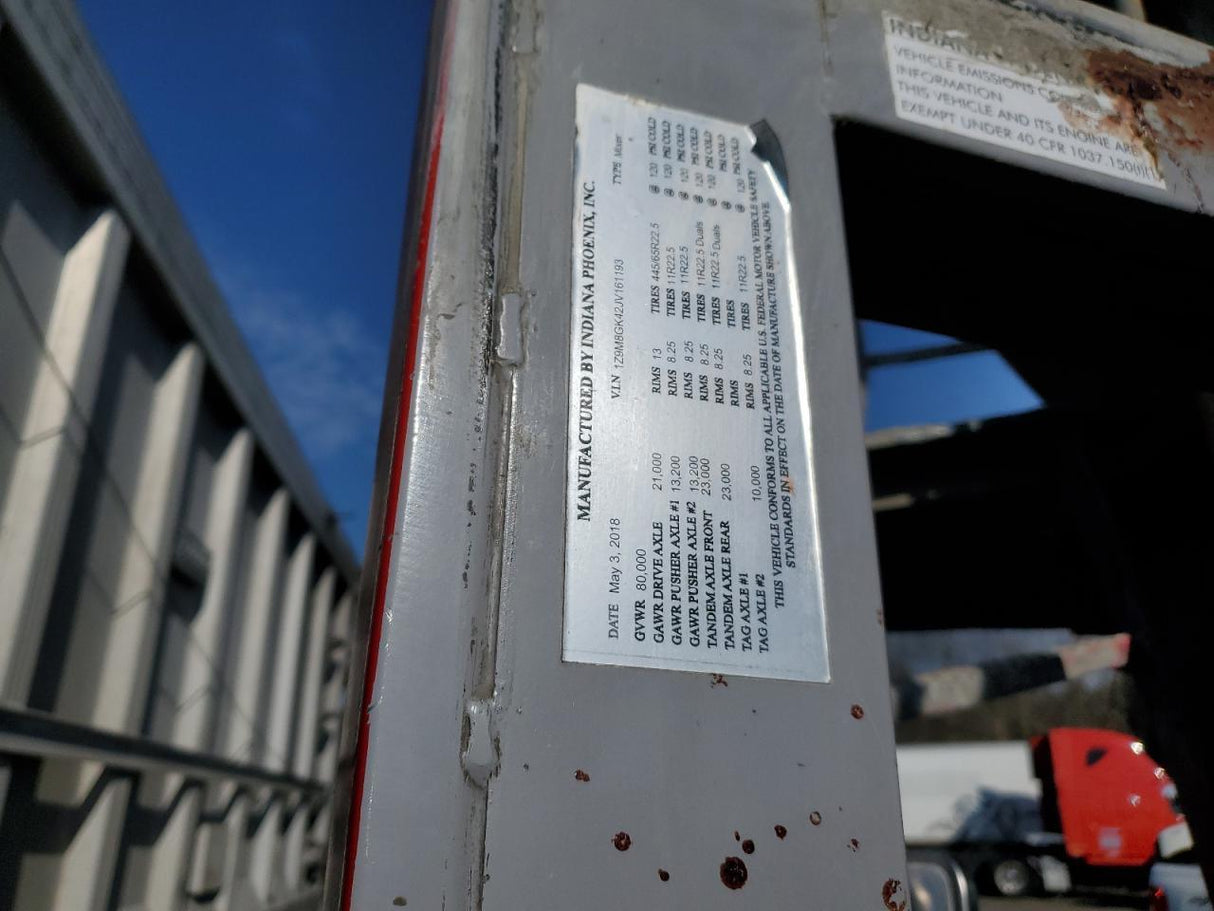 MANUFACTURED BY INDIANA PHOENIX, INC.
DATE May 3, 2018 V.I.N 1Z9M8GK42JV161193 TYPE Mixer
GVWR 80,000
GAWR DRIVE AXLE 21,000 RIMS 13 TIRES 445/65R22.5 @ 120 PSI COLD
GAWR PUSHER AXLE #1 13,200 RIMS 8.25 TIRES 11R22.5 @ 120 PSI COLD
GAWR PUSHER AXLE #2 13,200 RIMS 8.25 TIRES 11R22.5 @ 120 PSI COLD
TANDEM AXLE FRONT 23,000 RIMS 8.25 TIRES 11R22.5 Duals @ 120 PSI COLD
TANDEM AXLE REAR 23,000 RIMS 8.25 TIRES 11R22.5 Duals @ 120 PSI COLD
TAG AXLE #1 RIMS TIRES @ PSI COLD
TAG AXLE #2 10,000 RIMS 8.25 TIRES 11R22.5 @ 120 PSI COLD
THIS VEHICLE CONFORMS TO ALL APPLICABLE U.S. FEDERAL MOTOR VEHICLE SAFETY
STANDARDS IN EFFECT ON THE DATE OF MANUFACTURE SHOWN ABOVE
INDIANA
VEHICLE EMISSIONS
INFORMATION
THIS VEHICLE AND ITS ENGINE ARE
EXEMPT UNDER 40 CFR 1037.150